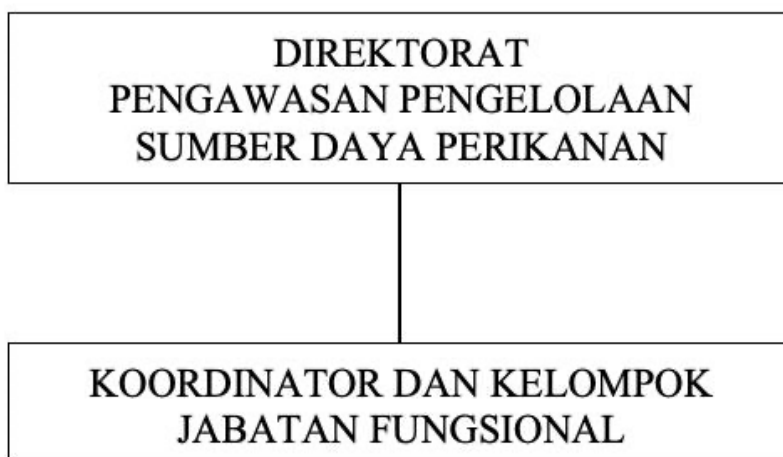 DIREKTORAT
PENGAWASAN PENGELOLAAN
SUMBER DAYA PERIKANAN
KOORDINATOR DAN KELOMPOK
JABATAN FUNGSIONAL